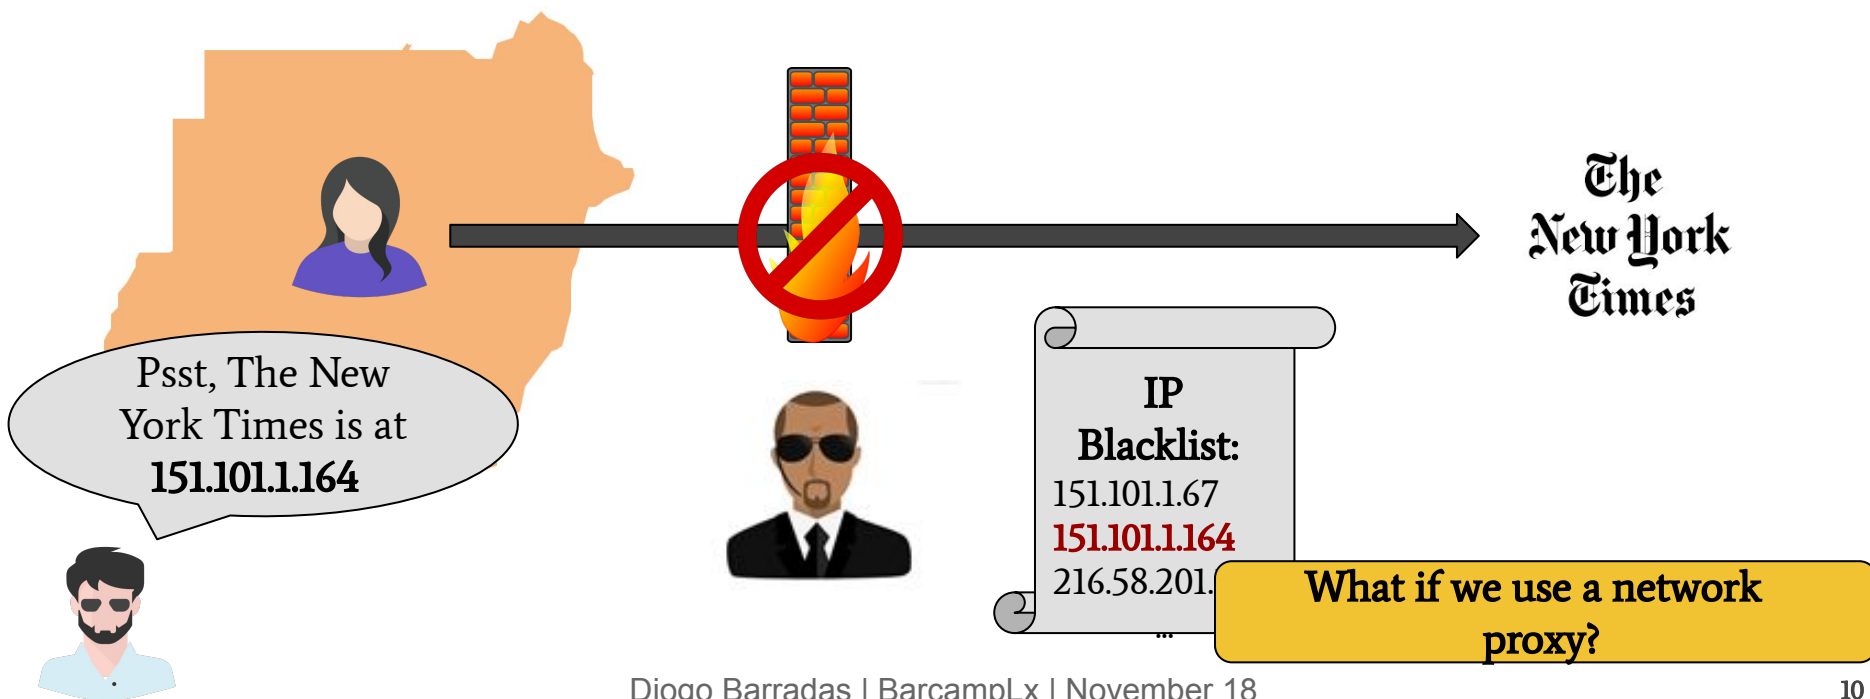 The
New York
Times
Psst, The New
York Times is at
151.101.1.164
IP
Blacklist:
151.101.1.67
151.101.1.164
216.58.201.
...
What if we use a network
proxy?
Diogo Barradas | BarcampLx | November 18
10